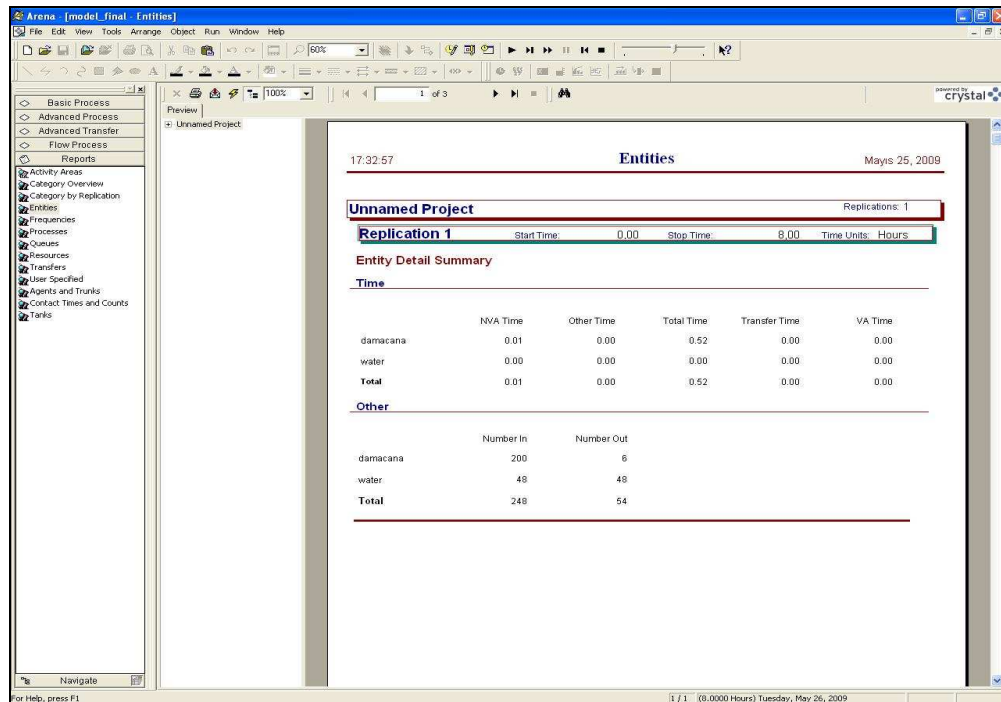 Arena - [model_final - Entities]
File Edit View Tools Arrange Object Run Window Help
60%
100%
1 of 3
powered by
crystal
Preview
Basic Process
Advanced Process
Advanced Transfer
Flow Process
Reports
Activity Areas
Category Overview
Category by Replication
Entities
Frequencies
Processes
Queues
Resources
Transfers
User Specified
Agents and Trunks
Contact Times and Counts
Tanks
Navigate
Unnamed Project
17:32:57 Entities Mayıs 25, 2009
Unnamed Project Replications: 1
Replication 1 Start Time: 0,00 Stop Time: 8,00 Time Units: Hours
Entity Detail Summary
Time
NVA Time Other Time Total Time Transfer Time VA Time
damacana 0.01 0.00 0.52 0.00 0.00
water 0.00 0.00 0.00 0.00 0.00
Total 0.01 0.00 0.52 0.00 0.00
Other
Number In Number Out
damacana 200 6
water 48 48
Total 248 54
For Help, press F1
1 / 1 (8.0000 Hours) Tuesday, May 26, 2009